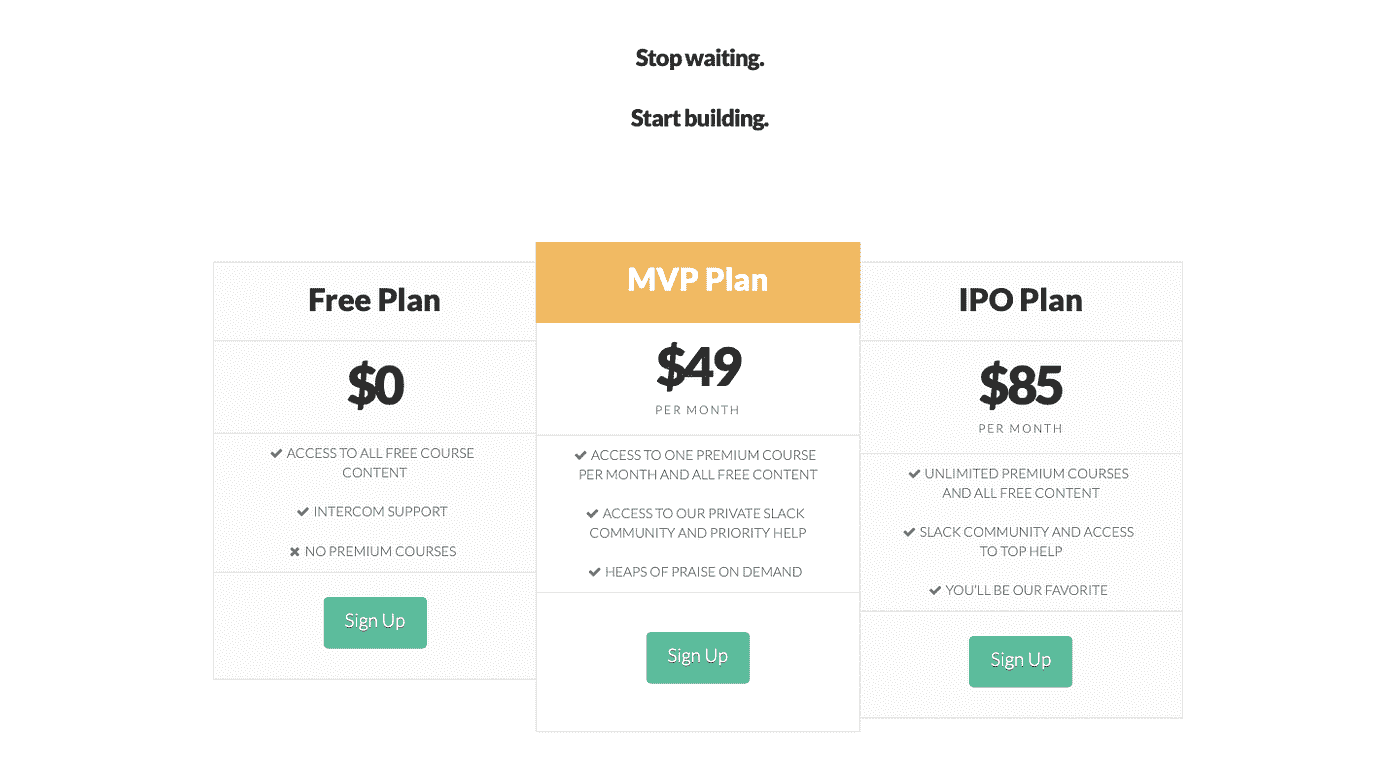 Stop waiting.
Start building.
Free Plan
$0
✔ ACCESS TO ALL FREE COURSE
CONTENT
✔ INTERCOM SUPPORT
✖ NO PREMIUM COURSES
Sign Up
MVP Plan
$49
PER MONTH
✔ ACCESS TO ONE PREMIUM COURSE
PER MONTH AND ALL FREE CONTENT
✔ ACCESS TO OUR PRIVATE SLACK
COMMUNITY AND PRIORITY HELP
✔ HEAPS OF PRAISE ON DEMAND
Sign Up
IPO Plan
$85
PER MONTH
✔ UNLIMITED PREMIUM COURSES
AND ALL FREE CONTENT
✔ SLACK COMMUNITY AND ACCESS
TO TOP HELP
✔ YOU'LL BE OUR FAVORITE
Sign Up